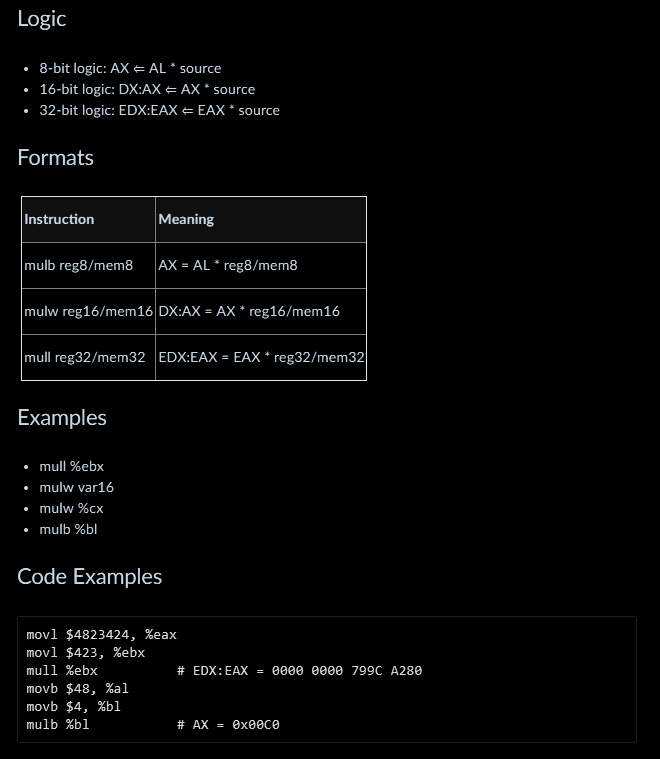 Logic
• 8-bit logic: AX ⇐ AL * source
• 16-bit logic: DX:AX ⇐ AX * source
• 32-bit logic: EDX:EAX ⇐ EAX * source
Formats
Instruction Meaning
mulb reg8/mem8 AX = AL * reg8/mem8
mulw reg16/mem16 DX:AX = AX * reg16/mem16
mull reg32/mem32 EDX:EAX = EAX * reg32/mem32
Examples
• mull %ebx
• mulw var16
• mulw %cx
• mulb %bl
Code Examples
movl $4823424, %eax
movl $423, %ebx
mull %ebx          # EDX:EAX = 0000 0000 799C A280
movb $48, %al
movb $4, %bl
mulb %bl           # AX = 0x00C0